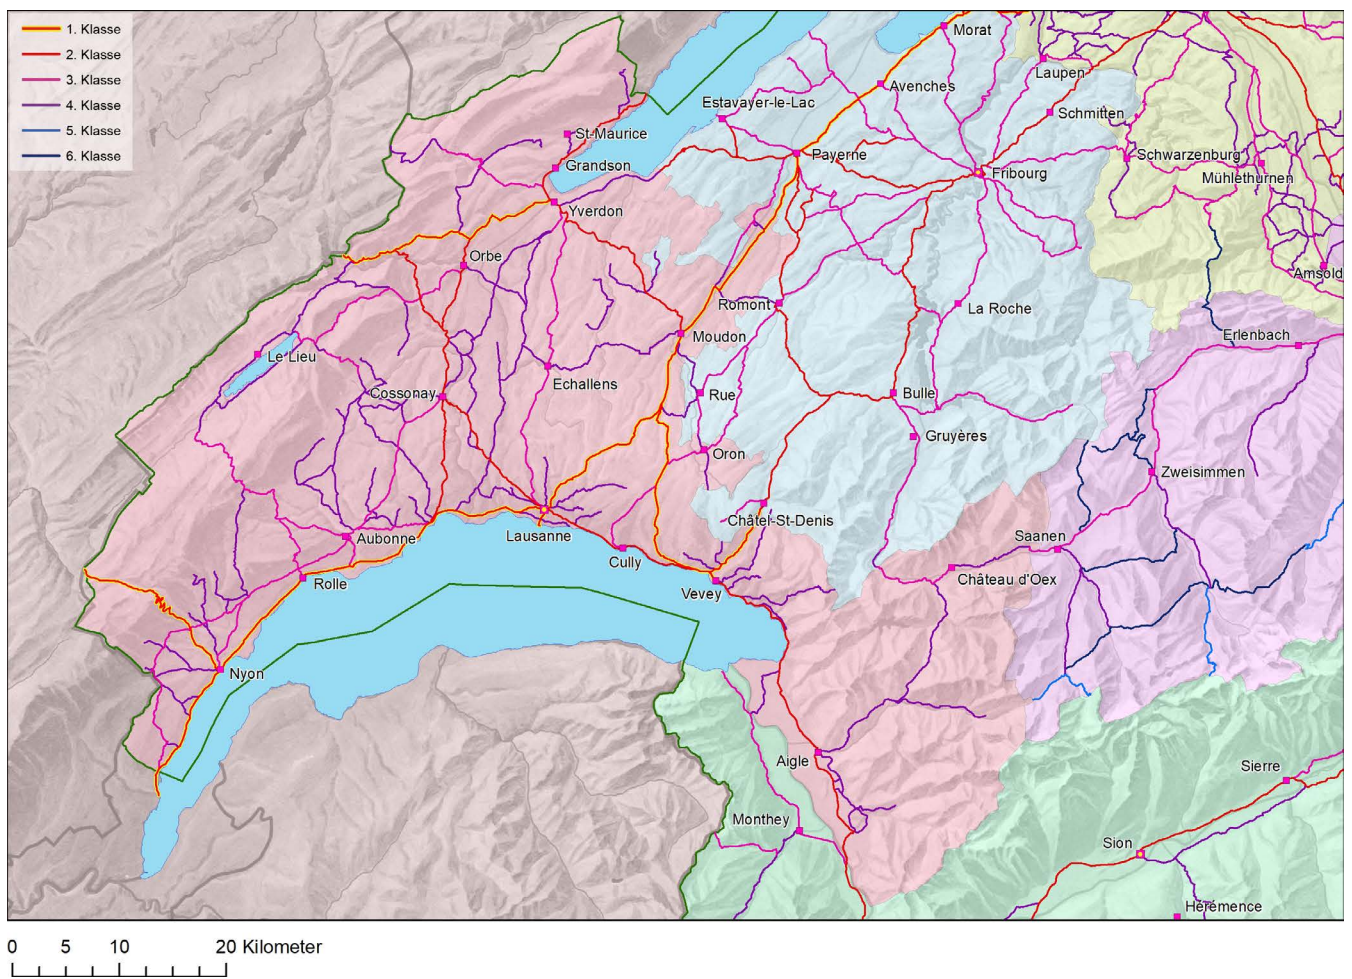 1. Klasse
2. Klasse
3. Klasse
4. Klasse
5. Klasse
6. Klasse
Morat
Laupen
Avenches
Estavayer-le-Lac
Schmitten
St-Maurice
Payerne
Schwarzenburg
Grandson
Fribourg
Mühlethurnen
Yverdon
Orbe
Amsold
Romont
La Roche
Moudon
Erlenbach
Le Lieu
Echallens
Cossonay
Rue
Bulle
Gruyères
Oron
Zweisimmen
Châtel-St-Denis
Lausanne
Saanen
Aubonne
Cully
Château d'Oex
Rolle
Vevey
Nyon
Aigle
Sierre
Monthey
Sion
Hérémence
0 5 10 20 Kilometer